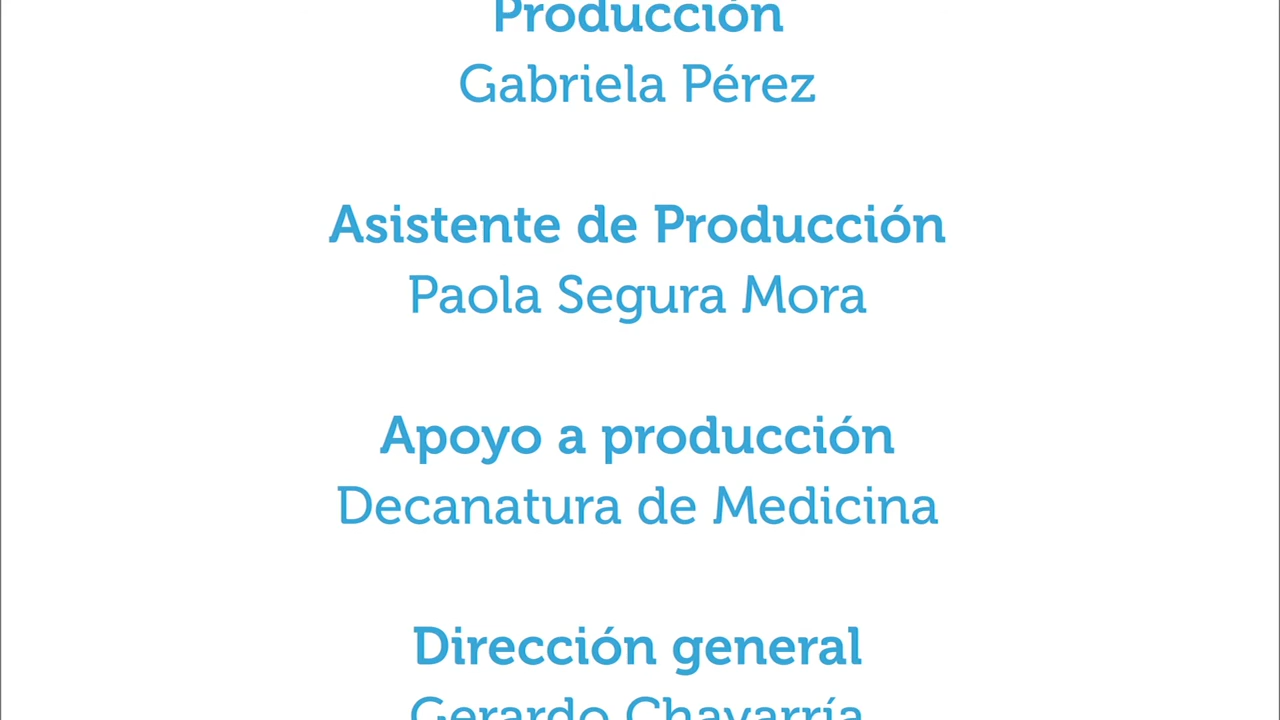 Producción
Gabriela Pérez
Asistente de Producción
Paola Segura Mora
Apoyo a producción
Decanatura de Medicina
Dirección general
Gerardo Chavarría